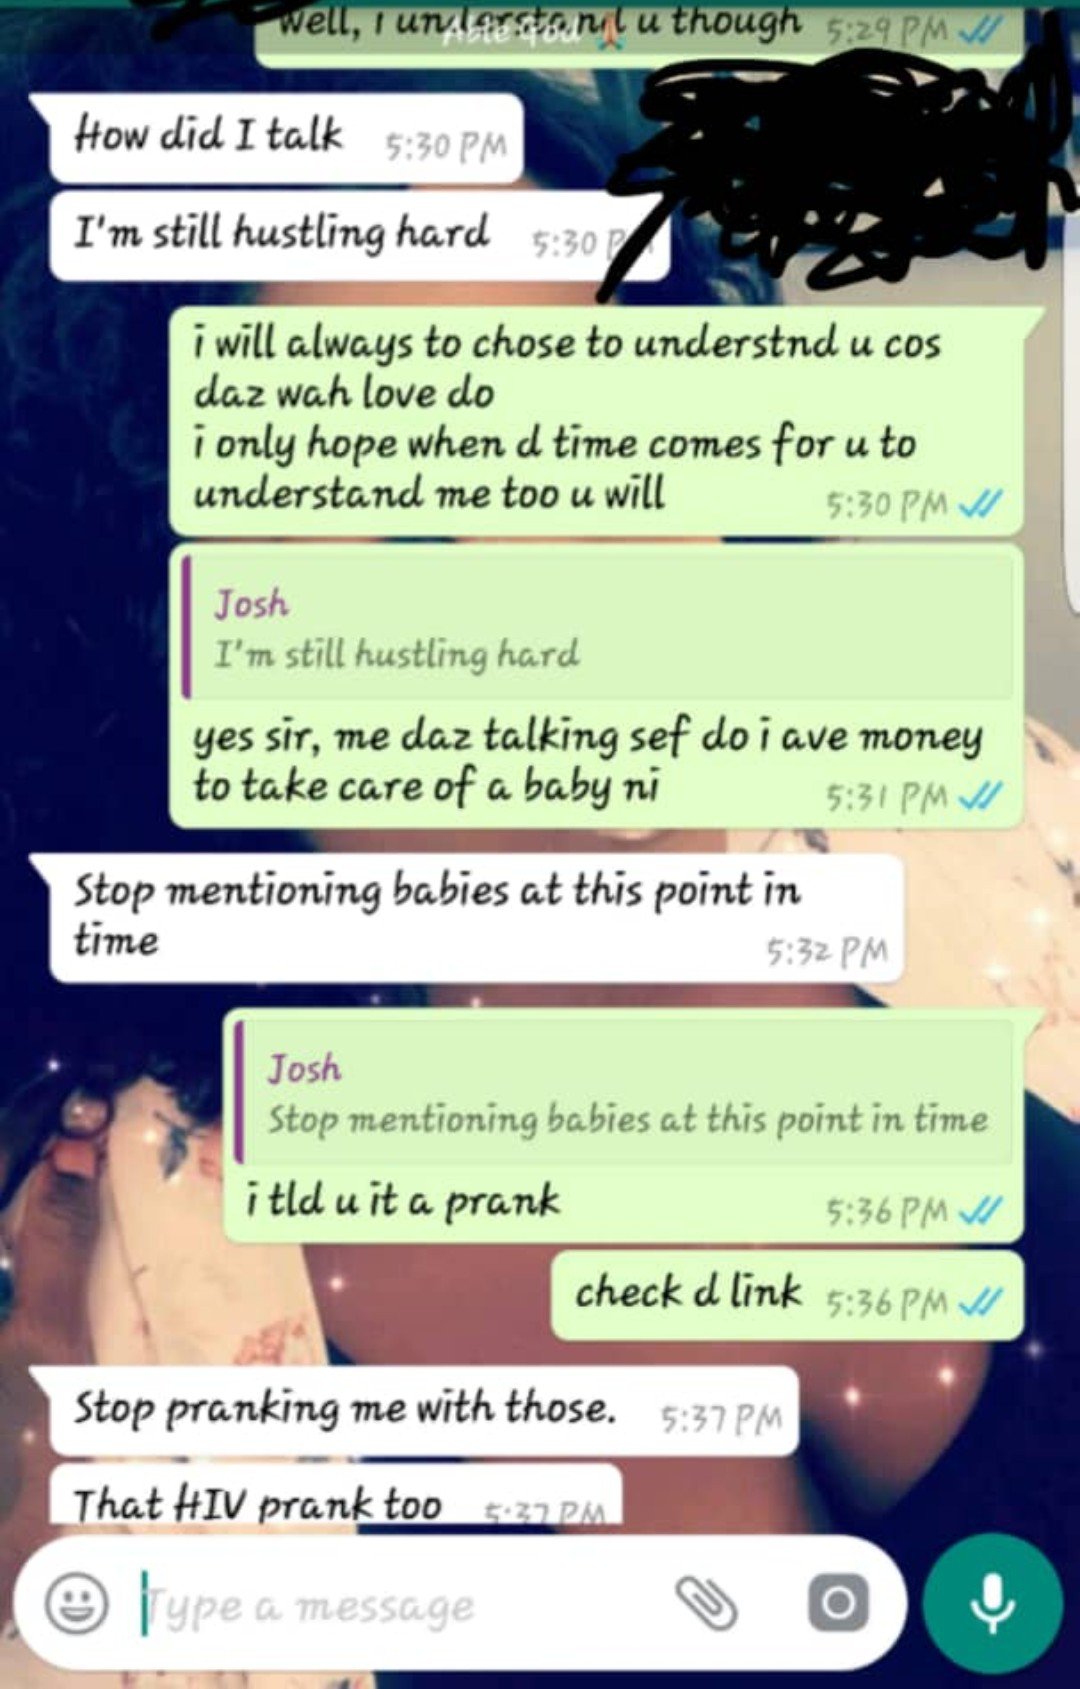 well, i understand u though 5:29 PM
Able God 🙏
How did I talk 5:30 PM
I'm still hustling hard 5:30 PM
i will always to chose to understnd u cos
daz wah love do
i only hope when d time comes for u to
understand me too u will 5:30 PM
Josh
I'm still hustling hard
yes sir, me daz talking sef do i ave money
to take care of a baby ni 5:31 PM
Stop mentioning babies at this point in
time 5:32 PM
Josh
Stop mentioning babies at this point in time
i tld u it a prank 5:36 PM
check d link 5:36 PM
Stop pranking me with those. 5:37 PM
That HIV prank too 5:37 PM
Type a message